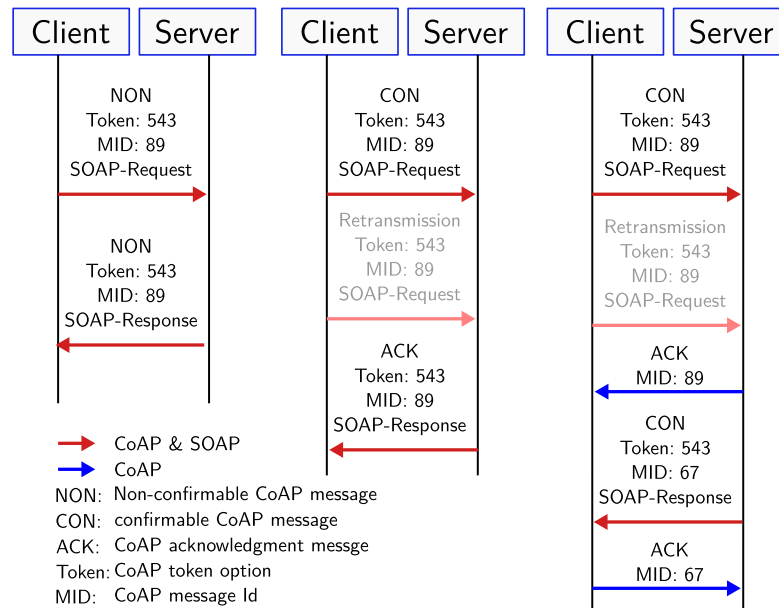 Client
Server
NON
Token: 543
MID: 89
SOAP-Request
NON
Token: 543
MID: 89
SOAP-Response
Client
Server
CON
Token: 543
MID: 89
SOAP-Request
Retransmission
Token: 543
MID: 89
SOAP-Request
ACK
Token: 543
MID: 89
SOAP-Response
Client
Server
CON
Token: 543
MID: 89
SOAP-Request
Retransmission
Token: 543
MID: 89
SOAP-Request
ACK
MID: 89
CON
Token: 543
MID: 67
SOAP-Response
ACK
MID: 67
CoAP & SOAP
CoAP
NON: Non-confirmable CoAP message
CON: confirmable CoAP message
ACK: CoAP acknowledgment messge
Token: CoAP token option
MID: CoAP message Id